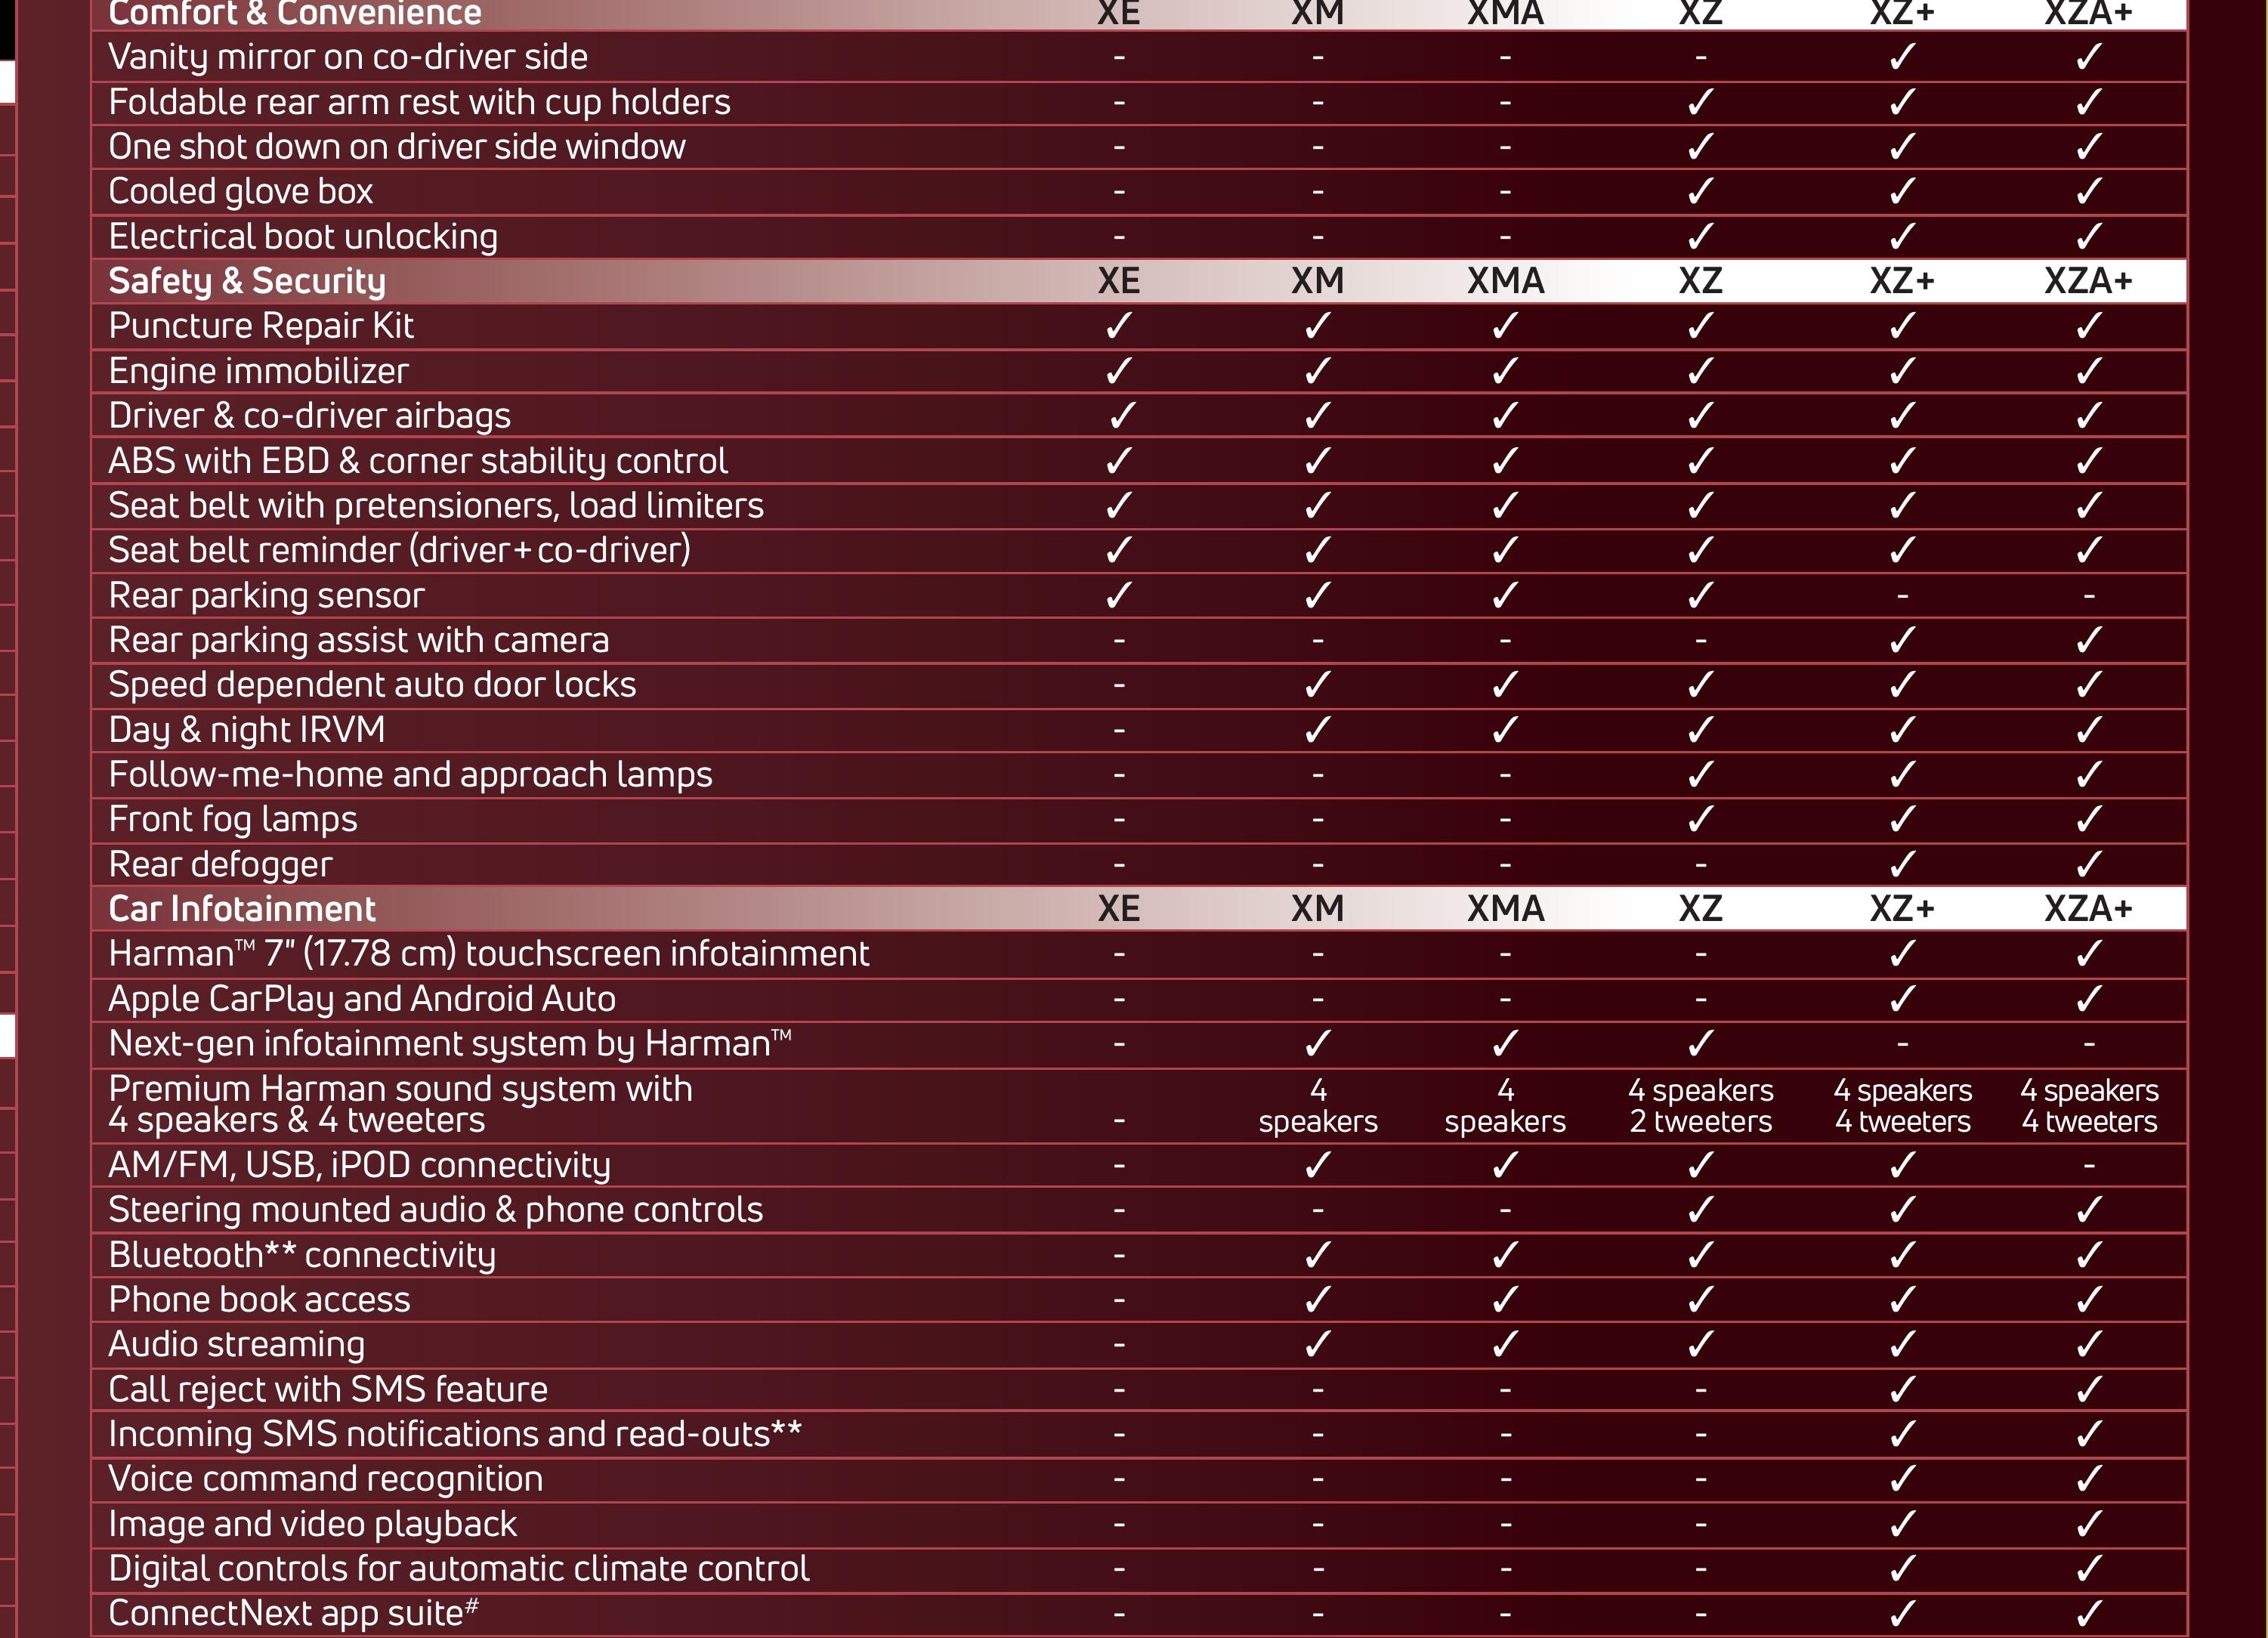 Comfort & Convenience XE XM XMA XZ XZ+ XZA+
Vanity mirror on co-driver side - - - - ✓ ✓
Foldable rear arm rest with cup holders - - - ✓ ✓ ✓
One shot down on driver side window - - - ✓ ✓ ✓
Cooled glove box - - - ✓ ✓ ✓
Electrical boot unlocking - - - ✓ ✓ ✓
Safety & Security XE XM XMA XZ XZ+ XZA+
Puncture Repair Kit ✓ ✓ ✓ ✓ ✓ ✓
Engine immobilizer ✓ ✓ ✓ ✓ ✓ ✓
Driver & co-driver airbags ✓ ✓ ✓ ✓ ✓ ✓
ABS with EBD & corner stability control ✓ ✓ ✓ ✓ ✓ ✓
Seat belt with pretensioners, load limiters ✓ ✓ ✓ ✓ ✓ ✓
Seat belt reminder (driver+co-driver) ✓ ✓ ✓ ✓ ✓ ✓
Rear parking sensor ✓ ✓ ✓ ✓ - -
Rear parking assist with camera - - - - ✓ ✓
Speed dependent auto door locks - ✓ ✓ ✓ ✓ ✓
Day & night IRVM - ✓ ✓ ✓ ✓ ✓
Follow-me-home and approach lamps - - - ✓ ✓ ✓
Front fog lamps - - - ✓ ✓ ✓
Rear defogger - - - - ✓ ✓
Car Infotainment XE XM XMA XZ XZ+ XZA+
Harman™ 7" (17.78 cm) touchscreen infotainment - - - - ✓ ✓
Apple CarPlay and Android Auto - - - - ✓ ✓
Next-gen infotainment system by Harman™ - ✓ ✓ ✓ - -
Premium Harman sound system with 4 4 4 speakers 4 speakers 4 speakers
4 speakers & 4 tweeters - speakers speakers 2 tweeters 4 tweeters 4 tweeters
AM/FM, USB, iPOD connectivity - ✓ ✓ ✓ ✓ -
Steering mounted audio & phone controls - - - ✓ ✓ ✓
Bluetooth** connectivity - ✓ ✓ ✓ ✓ ✓
Phone book access - ✓ ✓ ✓ ✓ ✓
Audio streaming - ✓ ✓ ✓ ✓ ✓
Call reject with SMS feature - - - - ✓ ✓
Incoming SMS notifications and read-outs** - - - - ✓ ✓
Voice command recognition - - - - ✓ ✓
Image and video playback - - - - ✓ ✓
Digital controls for automatic climate control - - - - ✓ ✓
ConnectNext app suite# - - - - ✓ ✓